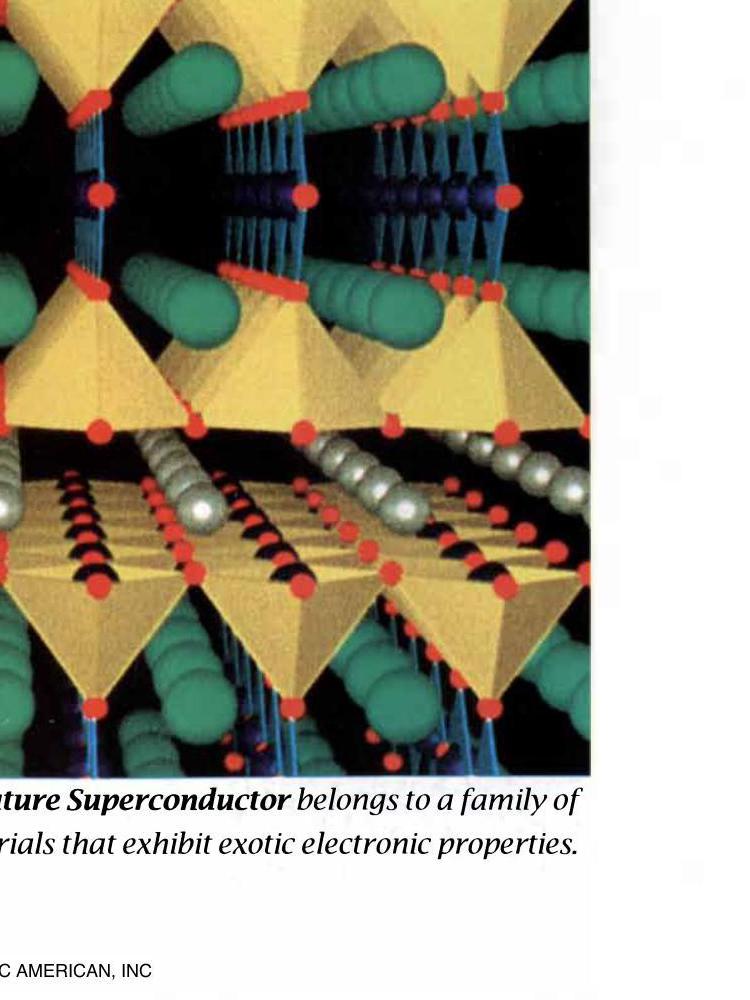 ture Superconductor belongs to a family of
rials that exhibit exotic electronic properties.
C AMERICAN, INC